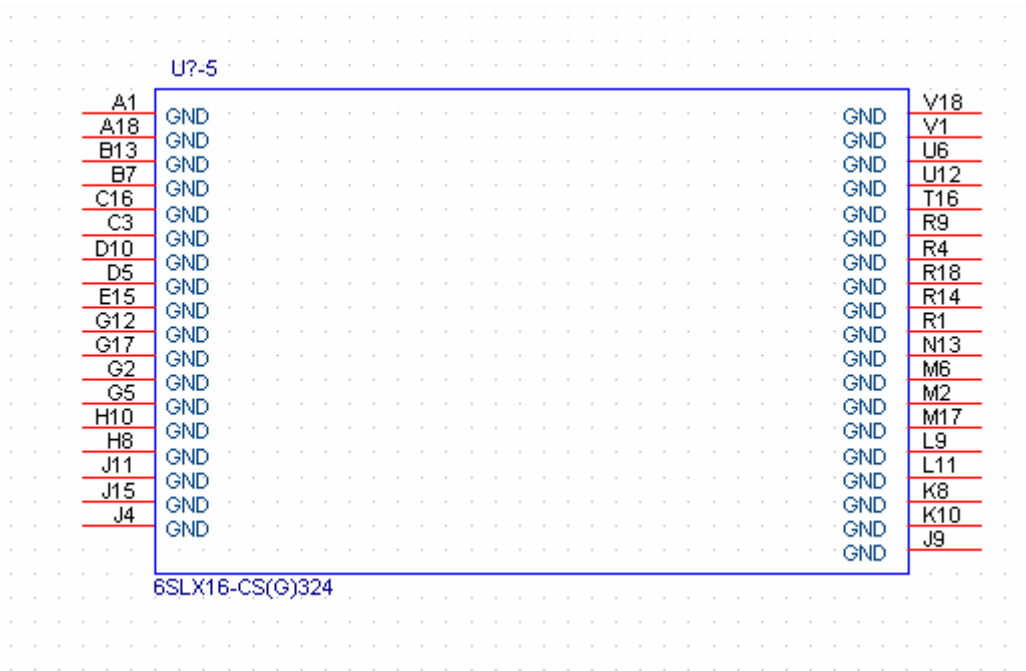 U?-5
A1 GND GND V18
A18 GND GND V1
B13 GND GND U6
B7 GND GND U12
C16 GND GND T16
C3 GND GND R9
D10 GND GND R4
D5 GND GND R18
E15 GND GND R14
G12 GND GND R1
G17 GND GND N13
G2 GND GND M6
G5 GND GND M2
H10 GND GND M17
H8 GND GND L9
J11 GND GND L11
J15 GND GND K8
J4 GND GND K10
GND J9
6SLX16-CS(G)324